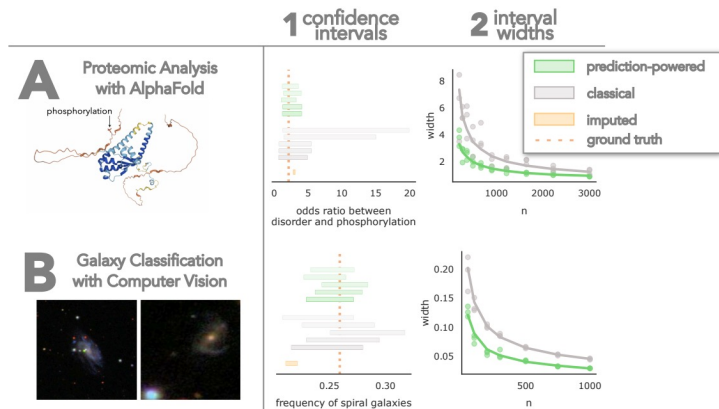 1 confidence
intervals
2 interval
widths
A Proteomic Analysis
with AlphaFold
phosphorylation
0 5 10 15 20
odds ratio between
disorder and phosphorylation
width
8
6
4
2
1000 2000 3000
n
prediction-powered
classical
imputed
ground truth
B Galaxy Classification
with Computer Vision
0.25 0.30
frequency of spiral galaxies
width
0.20
0.15
0.10
0.05
500 1000
n